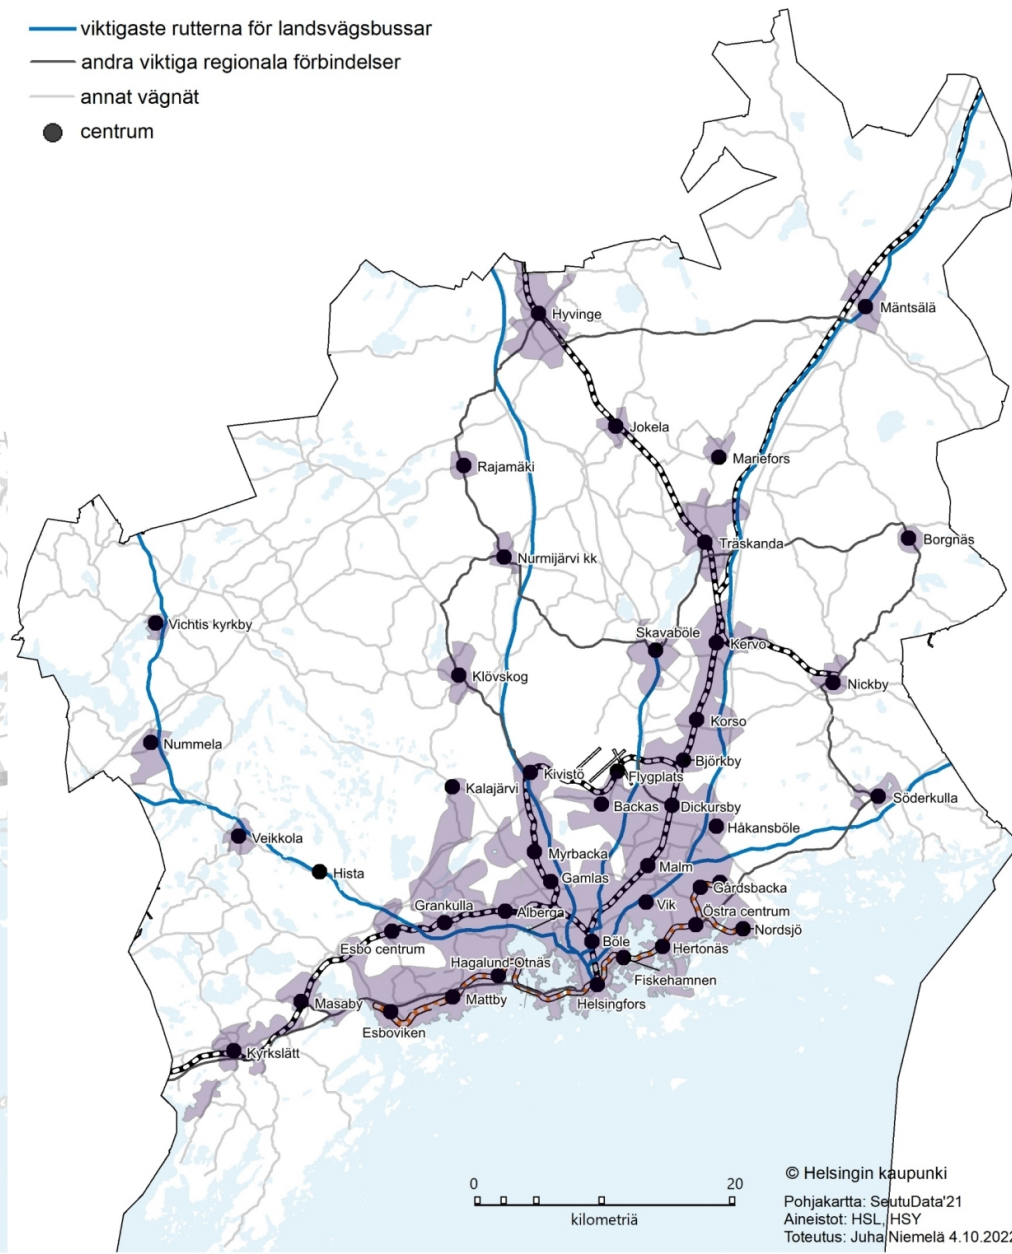 viktigaste rutterna för landsvägsbussar
andra viktiga regionala förbindelser
annat vägnät
centrum
Hyvinge
Mäntsälä
Jokela
Mariefors
Rajamäki
Träskanda
Borgnäs
Nurmijärvi kk
Vichtis kyrkby
Skavaböle
Kervo
Klövskog
Nickby
Korso
Nummela
Björkby
Kivistö
Flygplats
Kalajärvi
Söderkulla
Backas
Dickursby
Håkansböle
Veikkola
Myrbacka
Malm
Hista
Gamlas
Gårdsbacka
Grankulla
Alberga
Vik
Östra centrum
Nordsjö
Esbo centrum
Böle
Hertonäs
Hagalund-Otnäs
Fiskehamnen
Masaby
Mattby
Helsingfors
Esboviken
Kyrkslätt
0 20
kilometriä
© Helsingin kaupunki
Pohjakartta: SeutuData'21
Aineistot: HSL, HSY
Toteutus: Juha Niemelä 4.10.2022